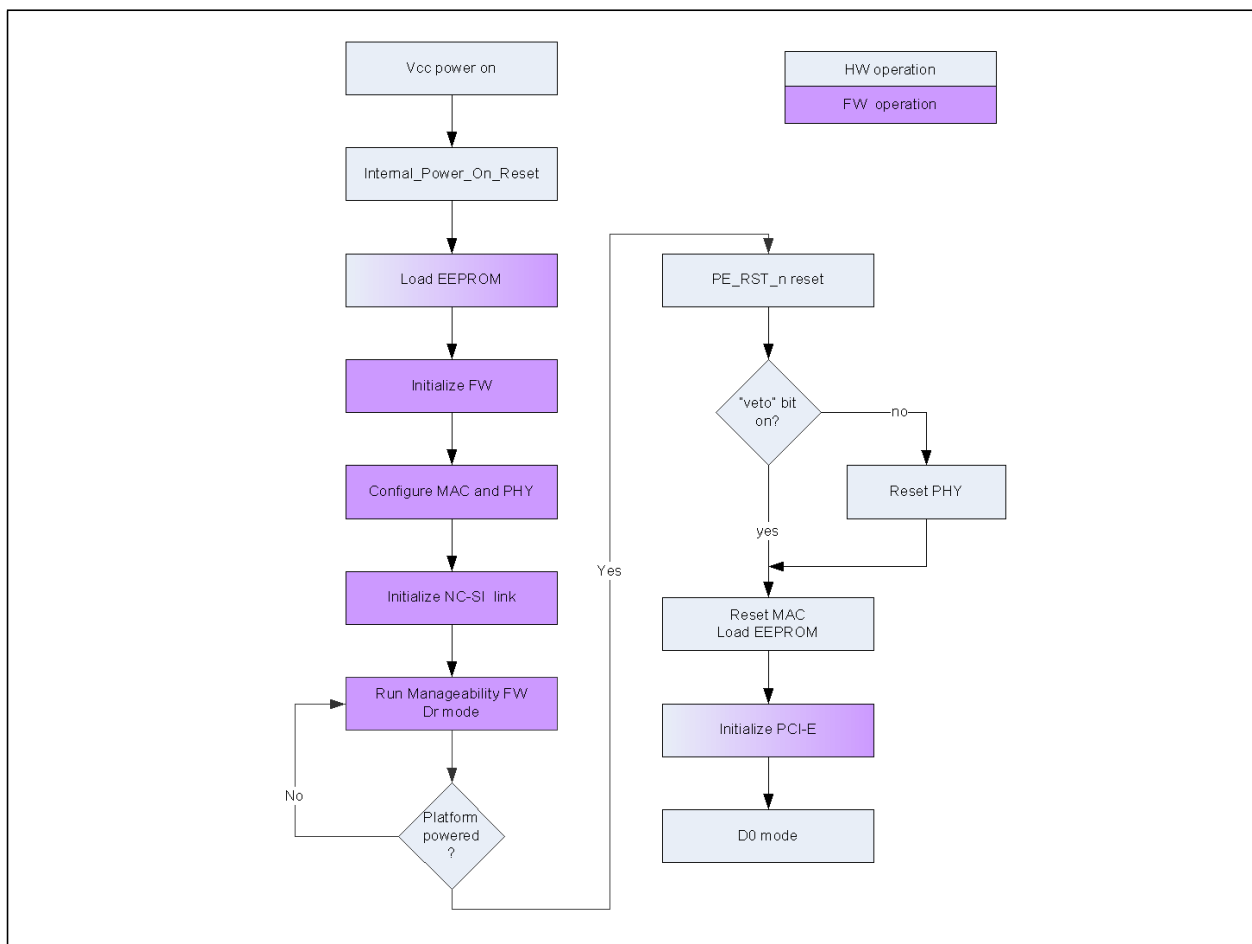 Vcc power on
Internal_Power_On_Reset
Load EEPROM
Initialize FW
Configure MAC and PHY
Initialize NC-SI link
Run Manageability FW
Dr mode
No
Platform
powered
?
Yes
HW operation
FW operation
PE_RST_n reset
"veto" bit
on?
no
Reset PHY
yes
Reset MAC
Load EEPROM
Initialize PCI-E
D0 mode